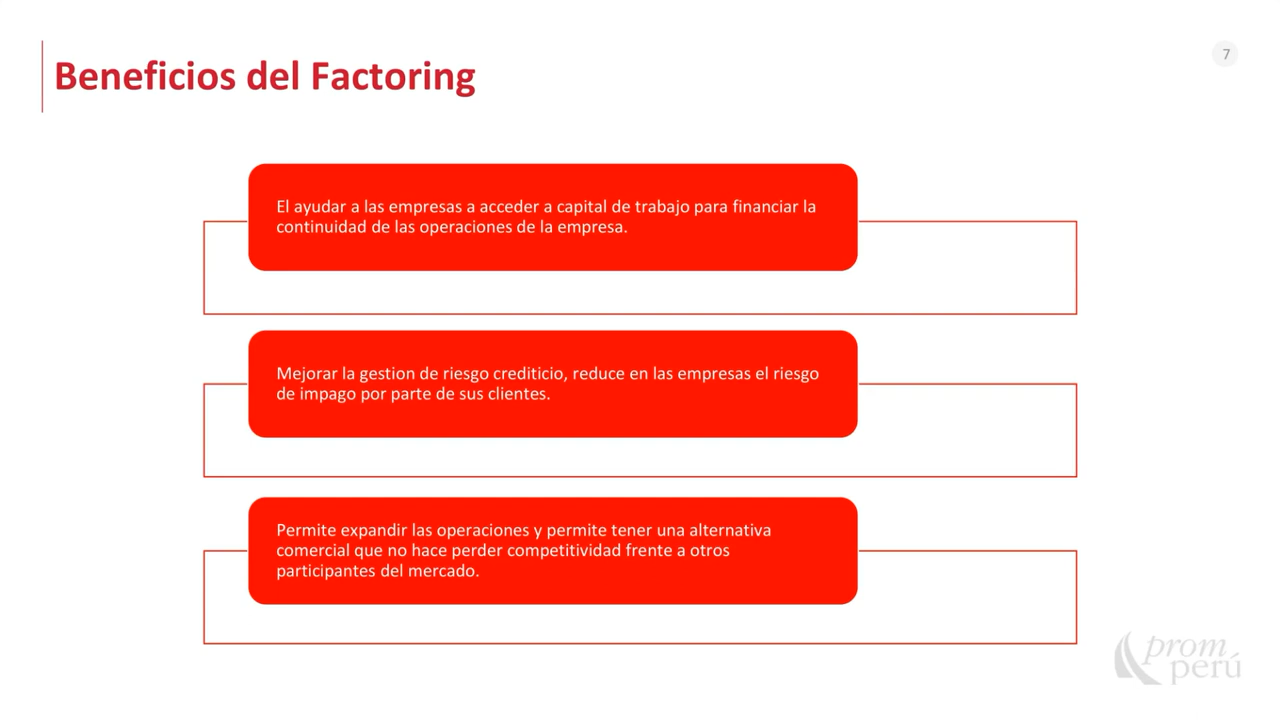 7
Beneficios del Factoring
El ayudar a las empresas a acceder a capital de trabajo para financiar la
continuidad de las operaciones de la empresa.
Mejorar la gestion de riesgo crediticio, reduce en las empresas el riesgo
de impago por parte de sus clientes.
Permite expandir las operaciones y permite tener una alternativa
comercial que no hace perder competitividad frente a otros
participantes del mercado.
prom
perú